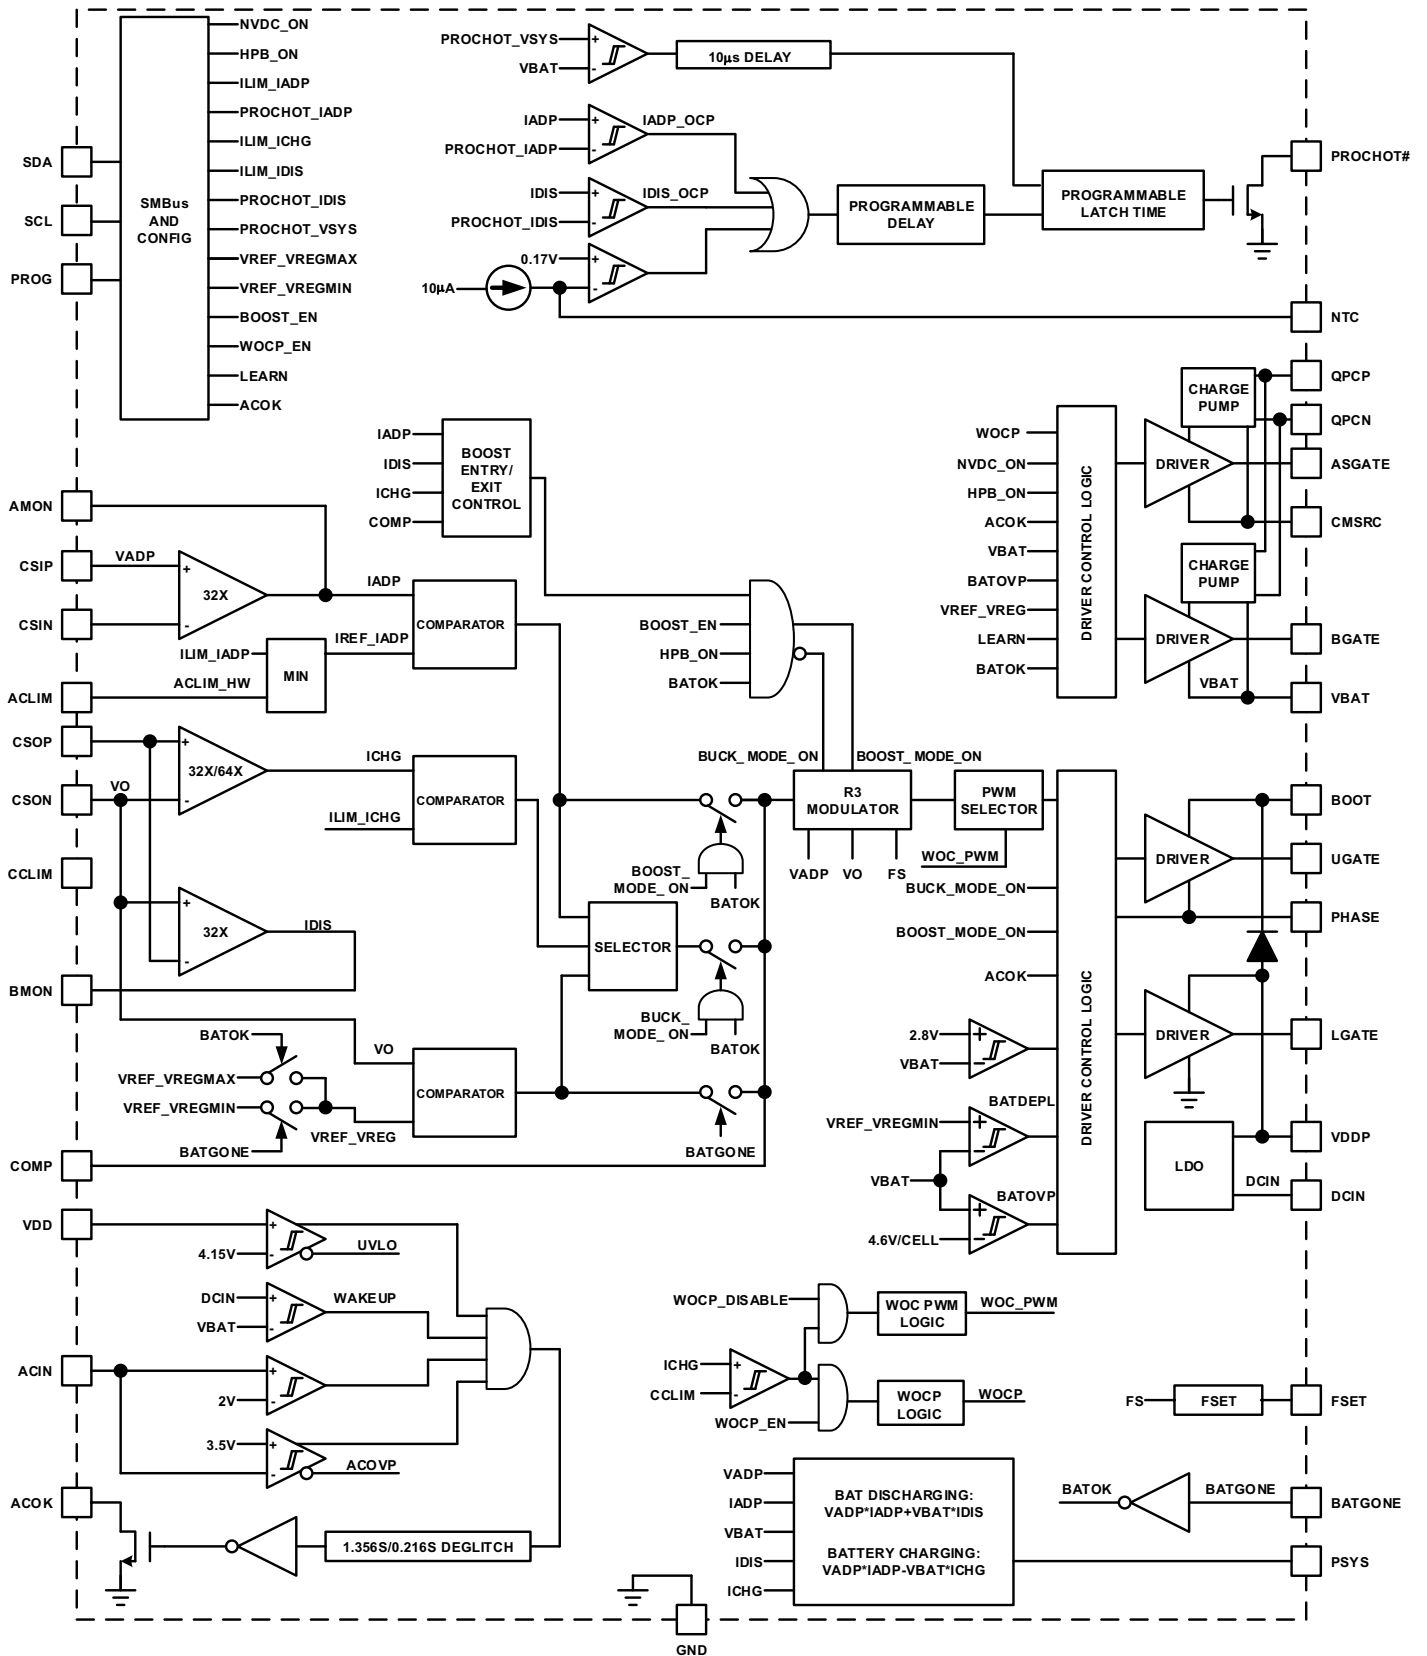 NVDC_ON
HPB_ON
ILIM_IADP
PROCHOT_IADP
ILIM_ICHG
ILIM_IDIS
PROCHOT_IDIS
PROCHOT_VSYS
VREF_VREGMAX
VREF_VREGMIN
BOOST_EN
WOCP_EN
LEARN
ACOK
SMBus
AND
CONFIG
SDA
SCL
PROG
PROCHOT_VSYS
+
VBAT
-
10µs DELAY
IADP
+
PROCHOT_IADP
-
IADP_OCP
IDIS
+
PROCHOT_IDIS
-
IDIS_OCP
0.17V
+
10µA
-
PROGRAMMABLE
DELAY
PROGRAMMABLE
LATCH TIME
PROCHOT#
NTC
QPCP
QPCN
ASGATE
CMSRC
BGATE
VBAT
CHARGE
PUMP
DRIVER
CHARGE
PUMP
DRIVER
VBAT
WOCP
NVDC_ON
HPB_ON
ACOK
VBAT
BATOVP
VREF_VREG
LEARN
BATOK
DRIVER CONTROL LOGIC
IADP
IDIS
ICHG
COMP
BOOST
ENTRY/
EXIT
CONTROL
AMON
CSIP
VADP
+
32X
CSIN
-
IADP
COMPARATOR
IREF_IADP
ILIM_IADP
MIN
ACLIM
ACLIM_HW
BOOST_EN
HPB_ON
BATOK
CSOP
+
32X/64X
CSON
VO
-
ICHG
COMPARATOR
ILIM_ICHG
CCLIM
+
32X
-
IDIS
BMON
BUCK_MODE_ON
BOOST_MODE_ON
R3
MODULATOR
VADP
VO
FS
PWM
SELECTOR
WOC_PWM
BOOST_
MODE_ ON
BATOK
SELECTOR
BUCK_
MODE_ ON
BATOK
BATOK
VREF_VREGMAX
VREF_VREGMIN
BATGONE
VO
VREF_VREG
COMPARATOR
BATGONE
COMP
BUCK_MODE_ON
BOOST_MODE_ON
ACOK
2.8V
+
VBAT
-
BATDEPL
VREF_VREGMIN
+
-
VBAT
BATOVP
+
4.6V/CELL
-
DRIVER CONTROL LOGIC
DRIVER
DRIVER
BOOT
UGATE
PHASE
LGATE
VDDP
LDO
DCIN
DCIN
VDD
+
4.15V
-
UVLO
DCIN
+
VBAT
-
WAKEUP
ACIN
+
2V
-
3.5V
+
-
ACOVP
ACOK
1.356S/0.216S DEGLITCH
WOCP_DISABLE
WOC PWM
LOGIC
WOC_PWM
ICHG
+
CCLIM
-
WOCP_EN
WOCP
LOGIC
WOCP
FS
FSET
FSET
VADP
IADP
VBAT
IDIS
ICHG
BAT DISCHARGING:
VADP*IADP+VBAT*IDIS
BATTERY CHARGING:
VADP*IADP-VBAT*ICHG
BATOK
BATGONE
BATGONE
PSYS
GND